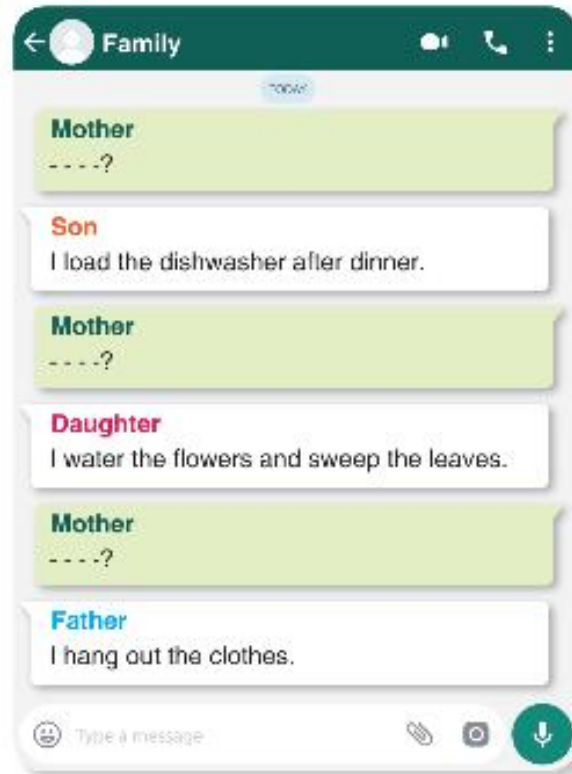 Family
TODAY
Mother
- - - -?
Son
I load the dishwasher after dinner.
Mother
- - - -?
Daughter
I water the flowers and sweep the leaves.
Mother
- - - -?
Father
I hang out the clothes.
Type a message